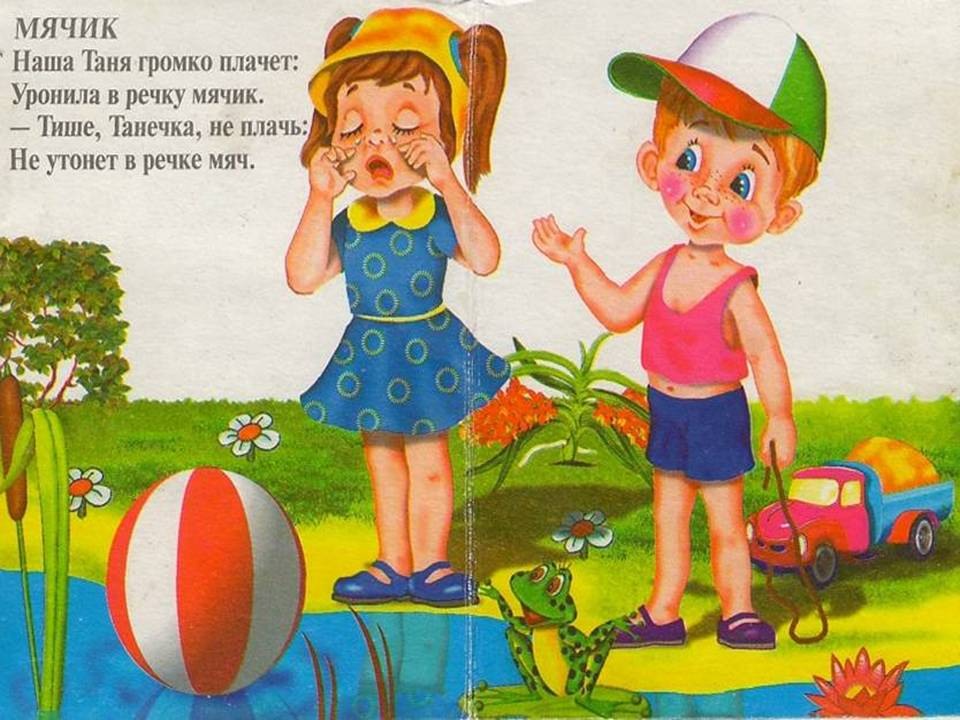 МЯЧИК
Наша Таня громко плачет:
Уронила в речку мячик.
— Тише, Танечка, не плачь:
Не утонет в речке мяч.